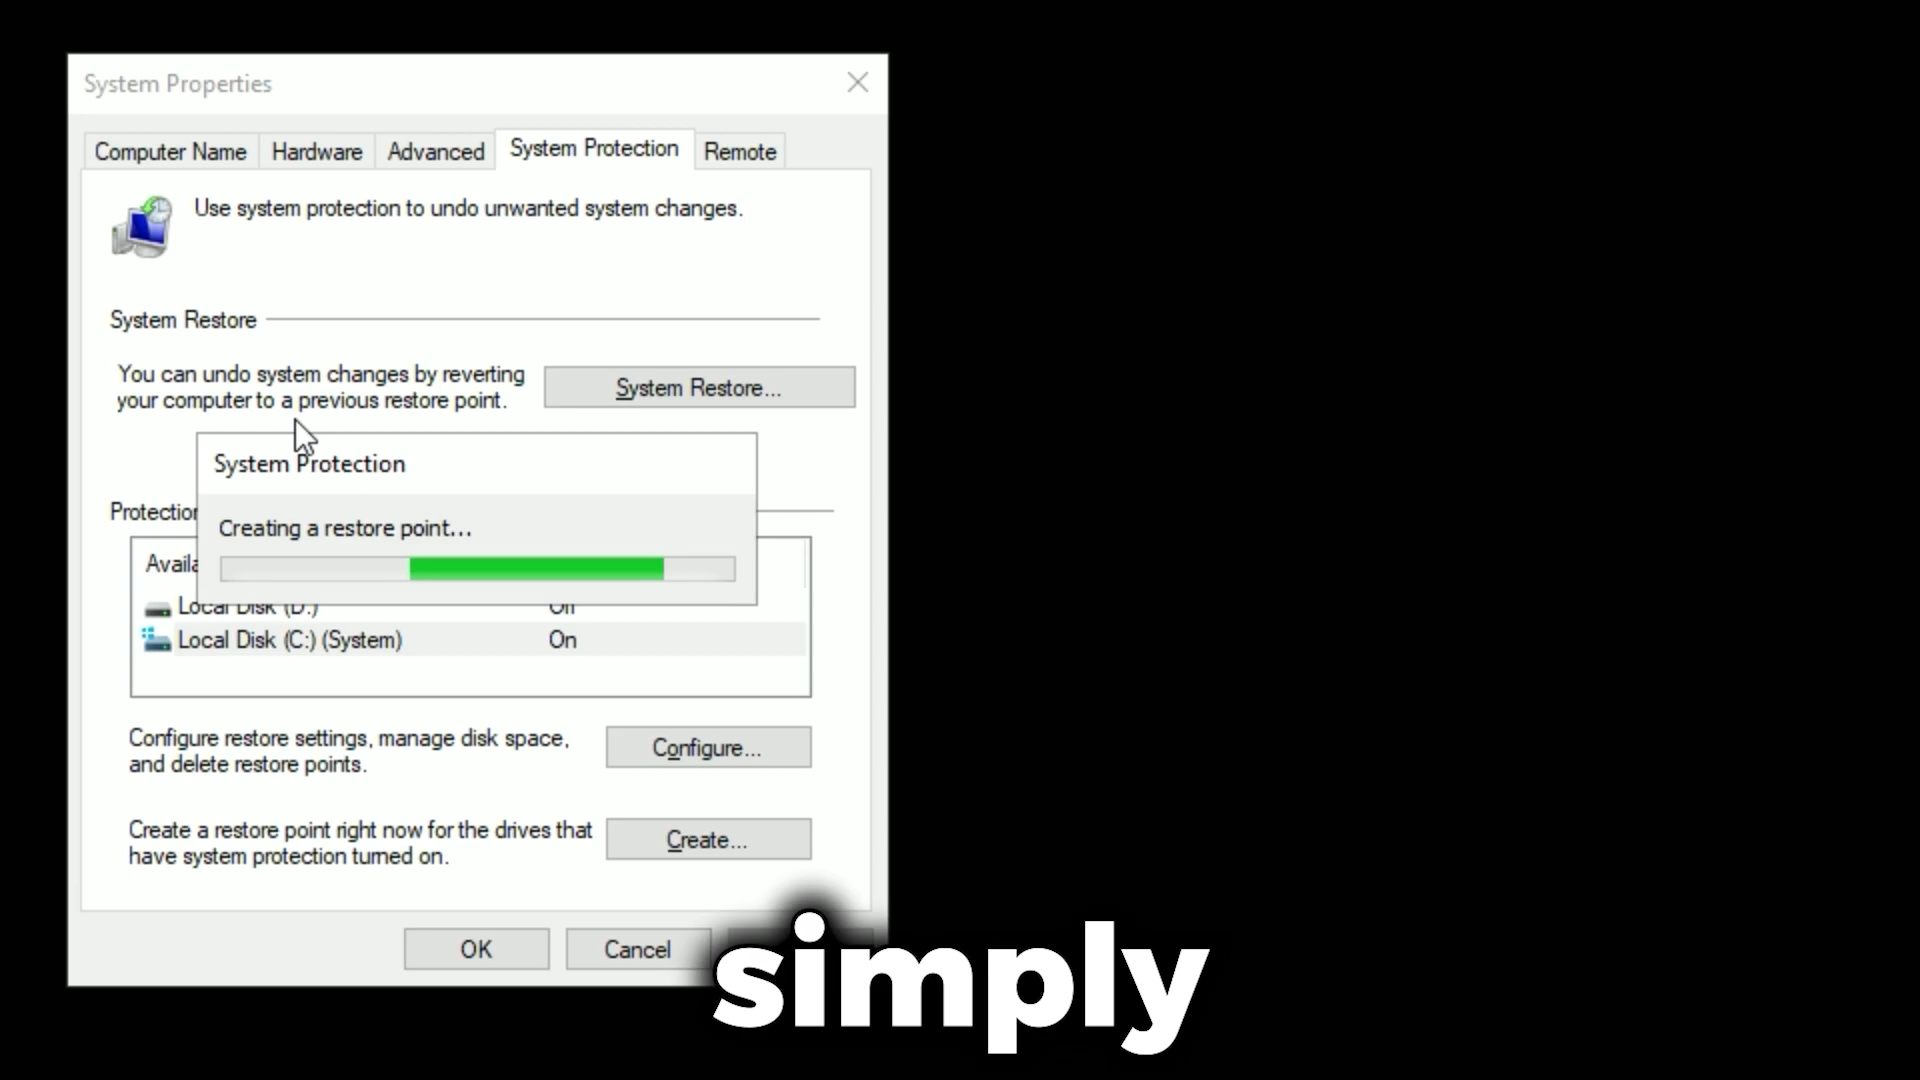 System Properties
Computer Name Hardware Advanced System Protection Remote
Use system protection to undo unwanted system changes.
System Restore
You can undo system changes by reverting
your computer to a previous restore point.
System Restore...
System Protection
Creating a restore point...
Local Disk (D:) Off
Local Disk (C:) (System) On
Configure restore settings, manage disk space,
and delete restore points.
Configure...
Create a restore point right now for the drives that
have system protection turned on.
Create...
OK Cancel
simply